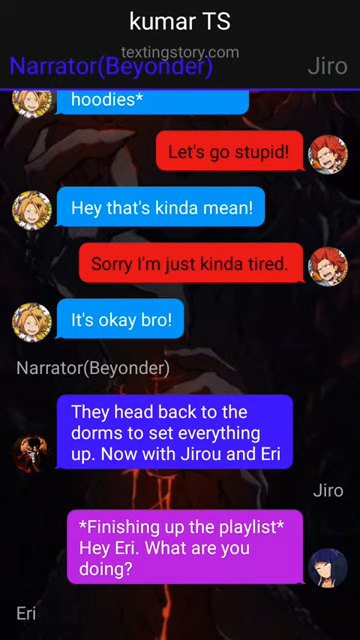 kumar TS
textingstory.com
Narrator(Beyonder)
Jiro
hoodies*
Let's go stupid!
Hey that's kinda mean!
Sorry I'm just kinda tired.
It's okay bro!
Narrator(Beyonder)
They head back to the
dorms to set everything
up. Now with Jirou and Eri
Jiro
*Finishing up the playlist*
Hey Eri. What are you
doing?
Eri